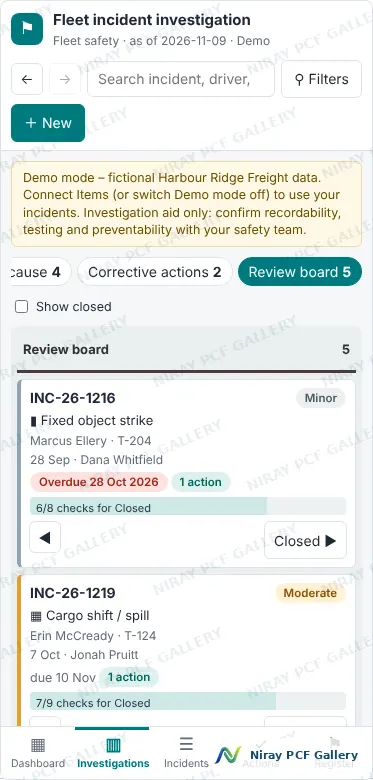 Fleet incident investigation
Fleet safety · as of 2026-11-09 · Demo
Search incident, driver,
Filters
+ New
Demo mode – fictional Harbour Ridge Freight data.
Connect Items (or switch Demo mode off) to use your
incidents. Investigation aid only: confirm recordability,
testing and preventability with your safety team.
cause 4
Corrective actions 2
Review board 5
Show closed
Review board 5
INC-26-1216 Minor
Fixed object strike
Marcus Ellery · T-204
28 Sep · Dana Whitfield
Overdue 28 Oct 2026 1 action
6/8 checks for Closed
◀ Closed ▶
INC-26-1219 Moderate
Cargo shift / spill
Erin McCready · T-124
7 Oct · Jonah Pruitt
due 10 Nov 1 action
7/9 checks for Closed
Dashboard Investigations Incidents Actions Register
Niray PCF Gallery
NIRAY PCF GALLERY